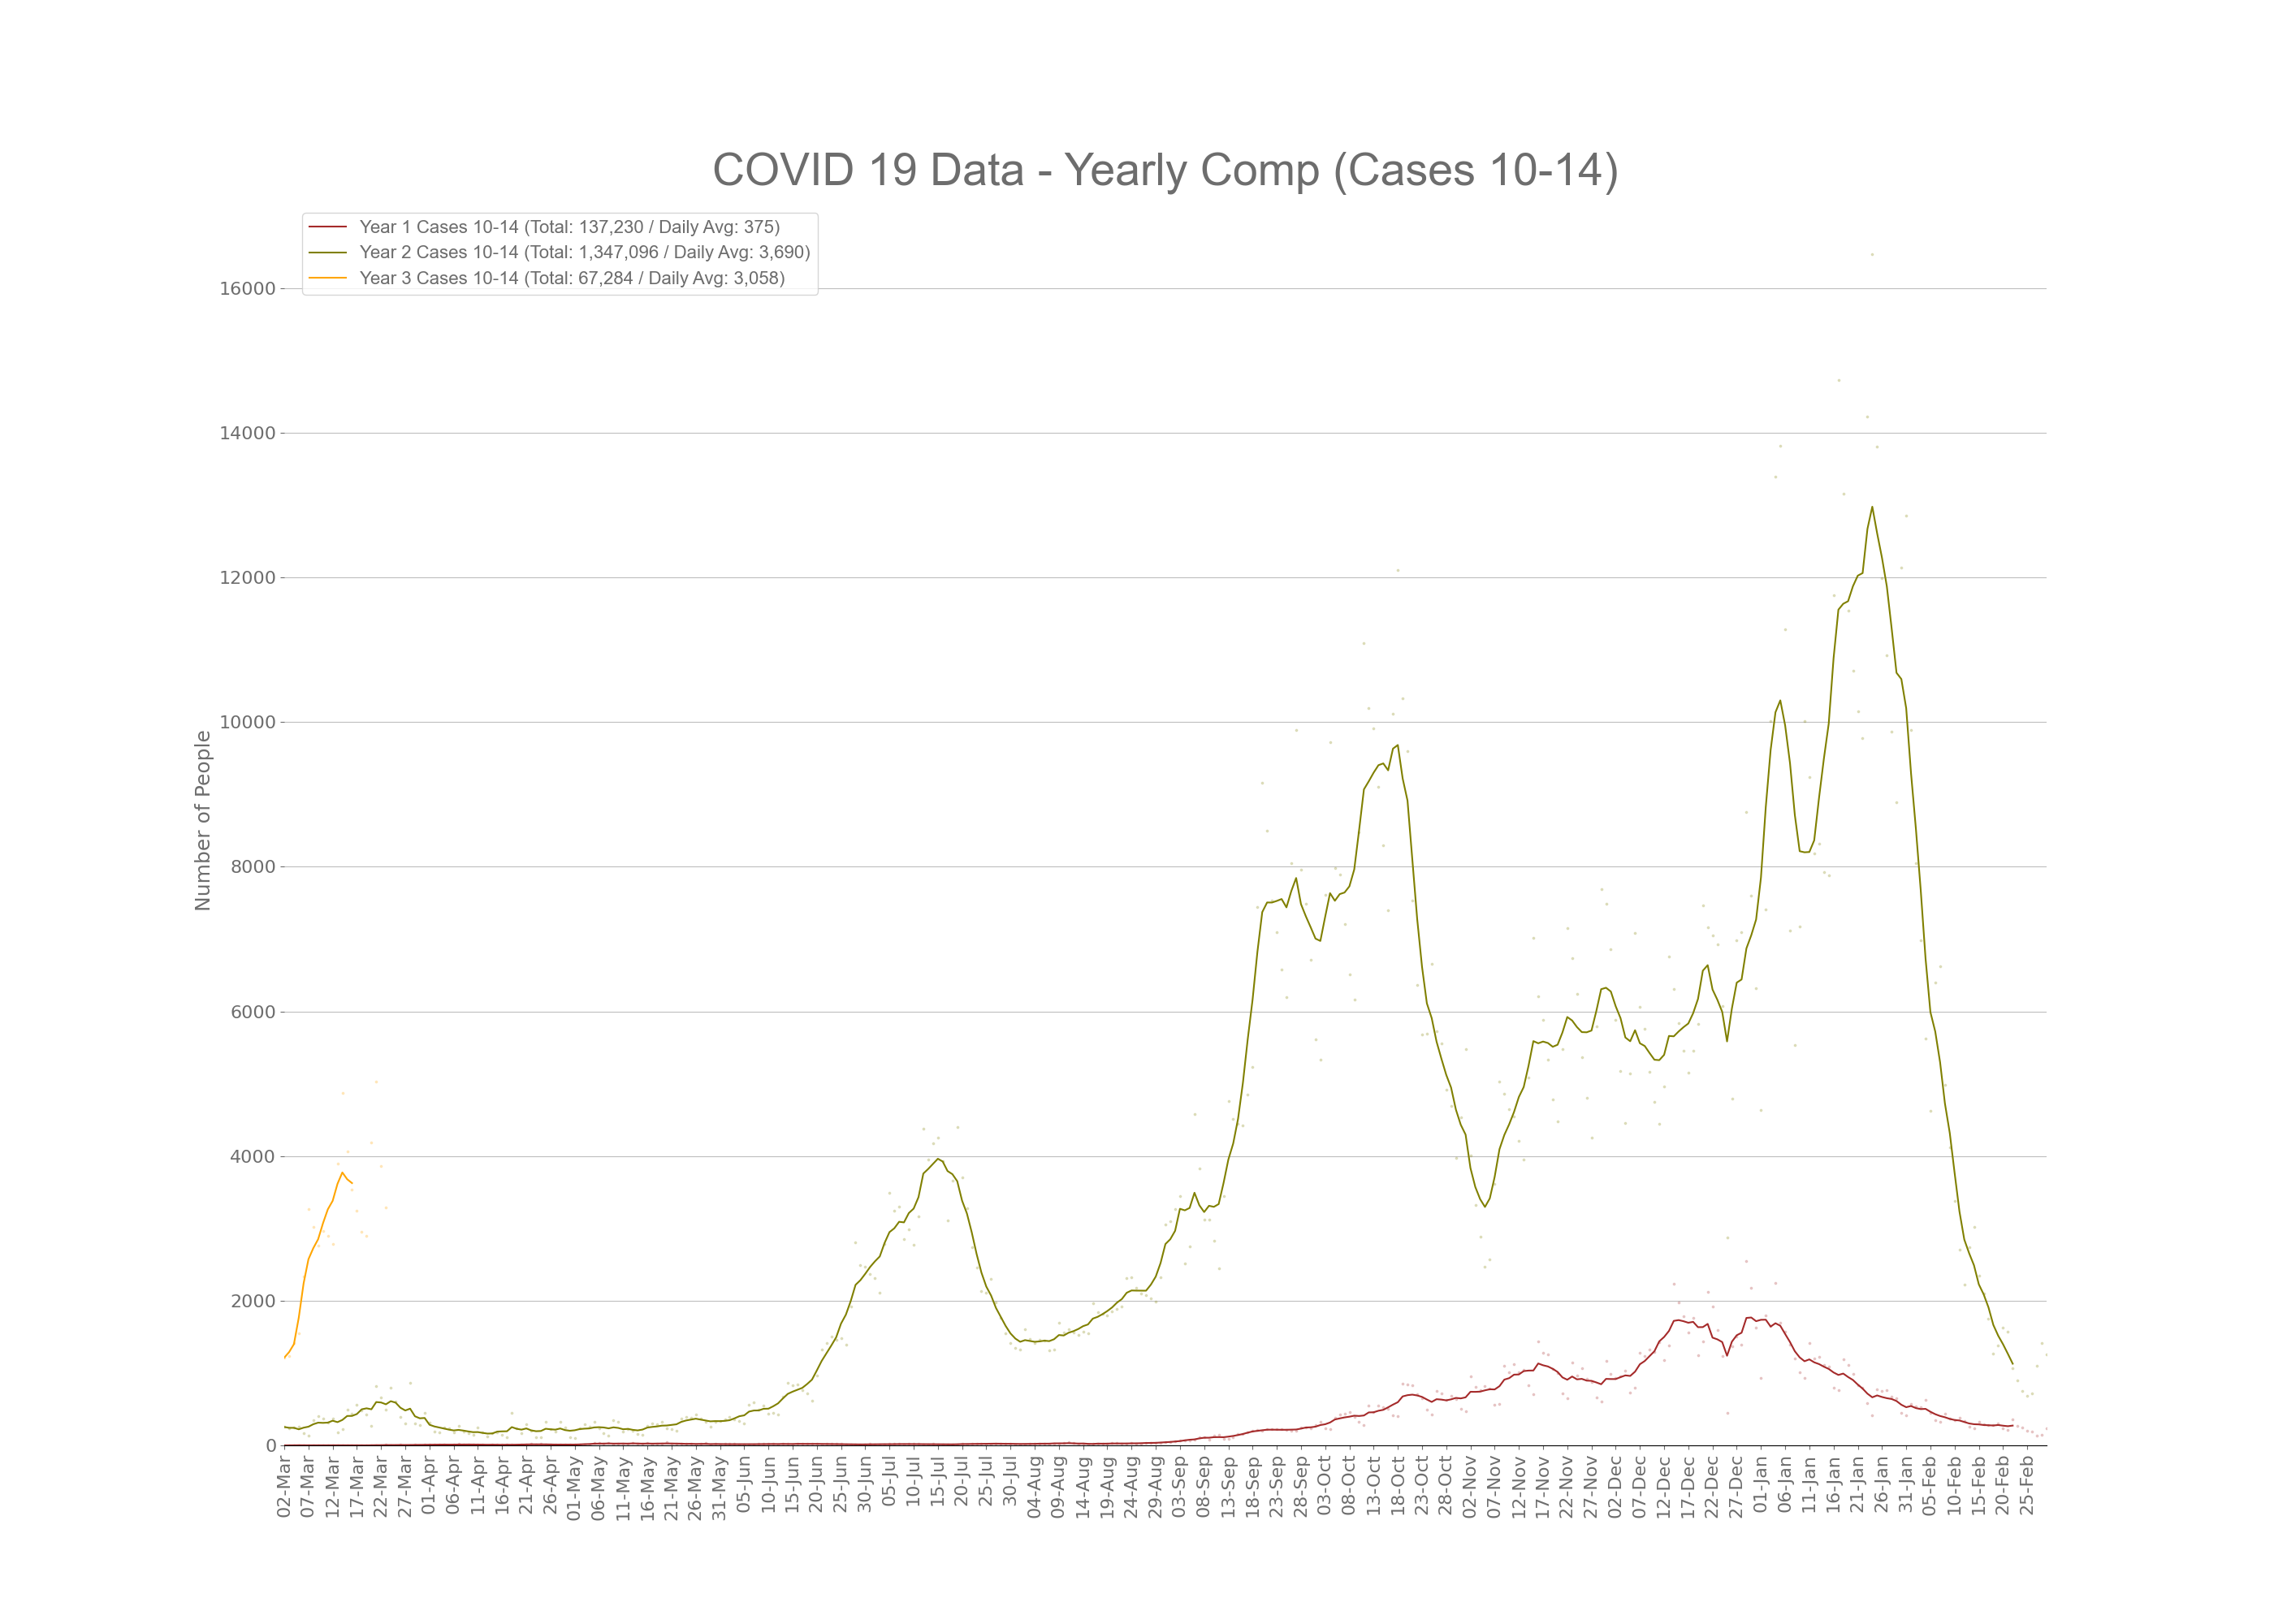 COVID 19 Data - Yearly Comp (Cases 10-14)
Year 1 Cases 10-14 (Total: 137,230 / Daily Avg: 375)
Year 2 Cases 10-14 (Total: 1,347,096 / Daily Avg: 3,690)
Year 3 Cases 10-14 (Total: 67,284 / Daily Avg: 3,058)
Number of People
16000
14000
12000
10000
8000
6000
4000
2000
0
02-Mar
07-Mar
12-Mar
17-Mar
22-Mar
27-Mar
01-Apr
06-Apr
11-Apr
16-Apr
21-Apr
26-Apr
01-May
06-May
11-May
16-May
21-May
26-May
31-May
05-Jun
10-Jun
15-Jun
20-Jun
25-Jun
30-Jun
05-Jul
10-Jul
15-Jul
20-Jul
25-Jul
30-Jul
04-Aug
09-Aug
14-Aug
19-Aug
24-Aug
29-Aug
03-Sep
08-Sep
13-Sep
18-Sep
23-Sep
28-Sep
03-Oct
08-Oct
13-Oct
18-Oct
23-Oct
28-Oct
02-Nov
07-Nov
12-Nov
17-Nov
22-Nov
27-Nov
02-Dec
07-Dec
12-Dec
17-Dec
22-Dec
27-Dec
01-Jan
06-Jan
11-Jan
16-Jan
21-Jan
26-Jan
31-Jan
05-Feb
10-Feb
15-Feb
20-Feb
25-Feb